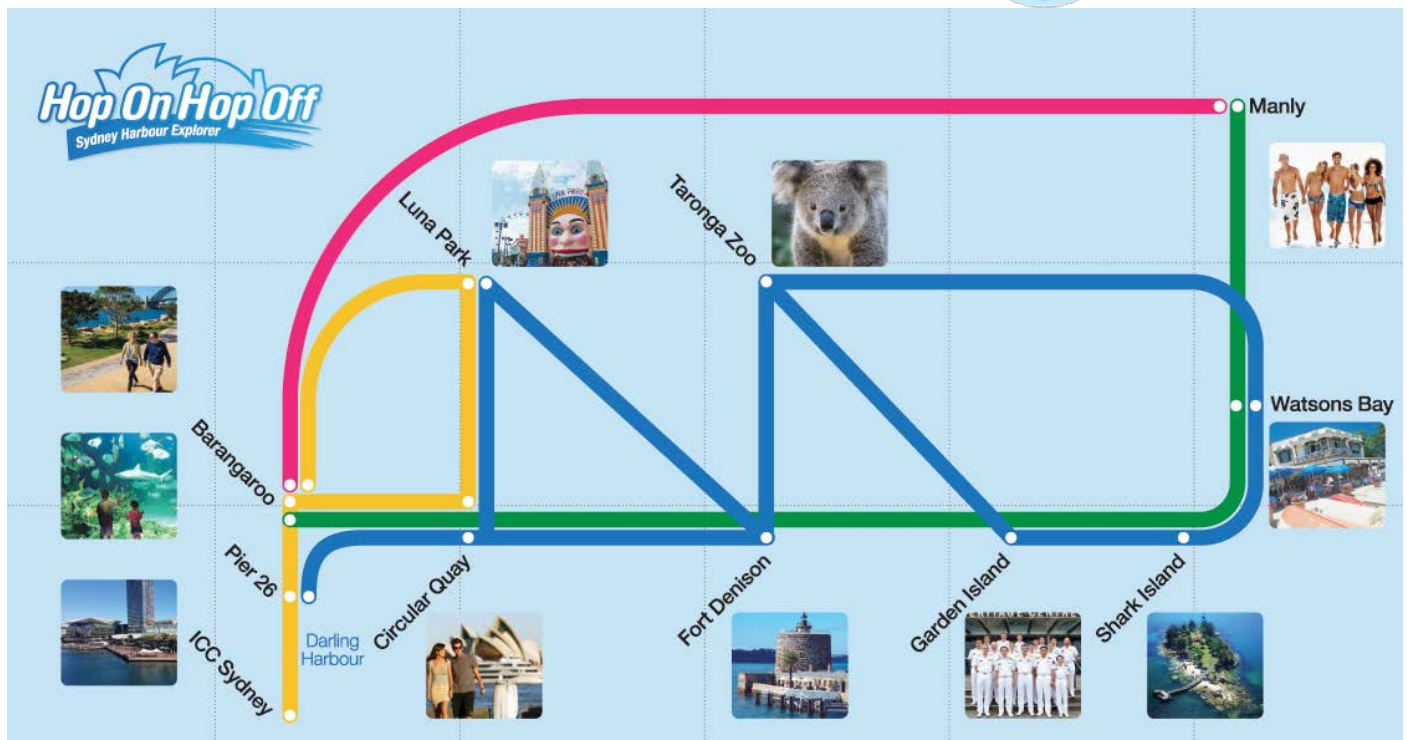 Hop On Hop Off
Sydney Harbour Explorer
Manly
Luna Park
LUNA PARK
Taronga Zoo
Watsons Bay
Barangaroo
Pier 26
ICC Sydney
Darling
Harbour
Circular Quay
Fort Denison
Garden Island
Shark Island